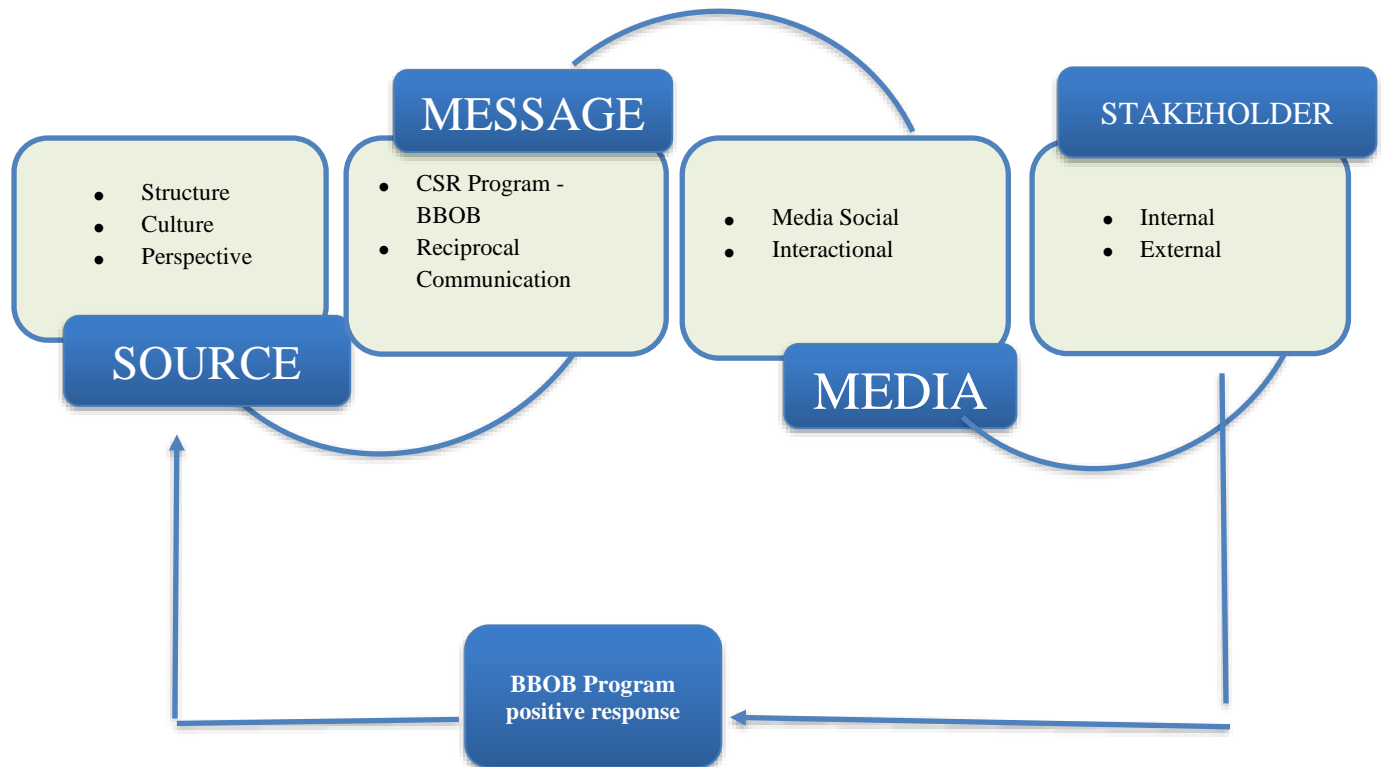 SOURCE
• Structure
• Culture
• Perspective
MESSAGE
• CSR Program -
BBOB
• Reciprocal
Communication
• Media Social
• Interactional
MEDIA
STAKEHOLDER
• Internal
• External
BBOB Program
positive response